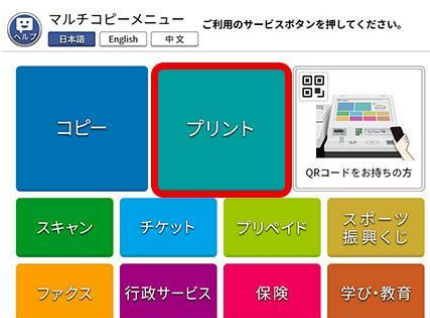 マルチコピーメニュー
ご利用のサービスボタンを押してください。
ヘルプ
日本語
English
中文
コピー
プリント
QRコードをお持ちの方
スキャン
チケット
プリペイド
スポーツ
振興くじ
ファクス
行政サービス
保険
学び・教育